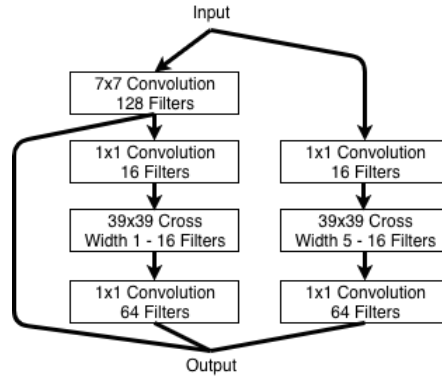 Input
7x7 Convolution
128 Filters
1x1 Convolution
16 Filters
1x1 Convolution
16 Filters
39x39 Cross
Width 1 - 16 Filters
39x39 Cross
Width 5 - 16 Filters
1x1 Convolution
64 Filters
1x1 Convolution
64 Filters
Output